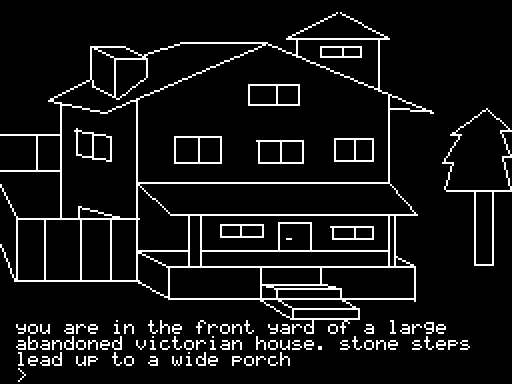 you are in the front yard of a large
abandoned victorian house. stone steps
lead up to a wide porch
>